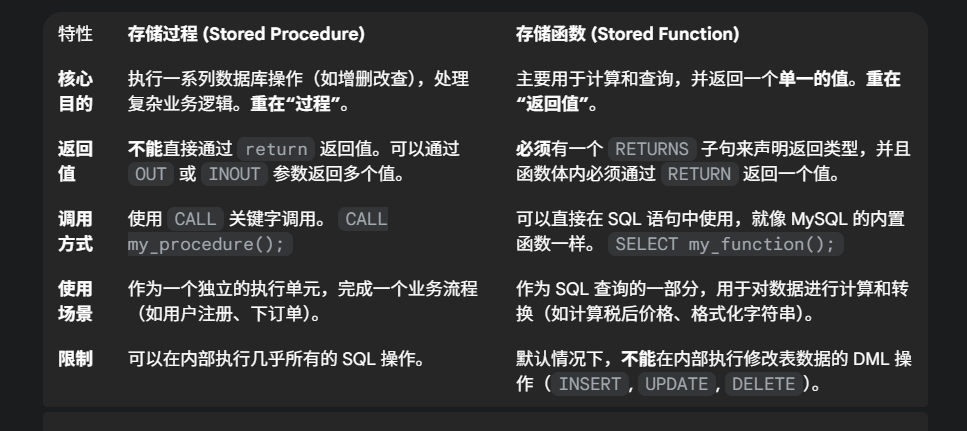 特性 存储过程 (Stored Procedure) 存储函数 (Stored Function)
核心 执行一系列数据库操作（如增删改查），处理 主要用于计算和查询，并返回一个单一的值。重在
目的 复杂业务逻辑。重在“过程”。 “返回值”。
返回 不能直接通过 return 返回值。可以通过 必须有一个 RETURNS 子句来声明返回类型，并且
值 OUT 或 INOUT 参数返回多个值。 函数体内必须通过 RETURN 返回一个值。
调用 使用 CALL 关键字调用。 CALL 可以直接在 SQL 语句中使用，就像 MySQL 的内置
方式 my_procedure(); 函数一样。 SELECT my_function();
使用 作为一个独立的执行单元，完成一个业务流程 作为 SQL 查询的一部分，用于对数据进行计算和转
场景 （如用户注册、下订单）。 换（如计算税后价格、格式化字符串）。
限制 可以在内部执行几乎所有的 SQL 操作。 默认情况下，不能在内部执行修改表数据的 DML 操
作（ INSERT , UPDATE , DELETE ）。